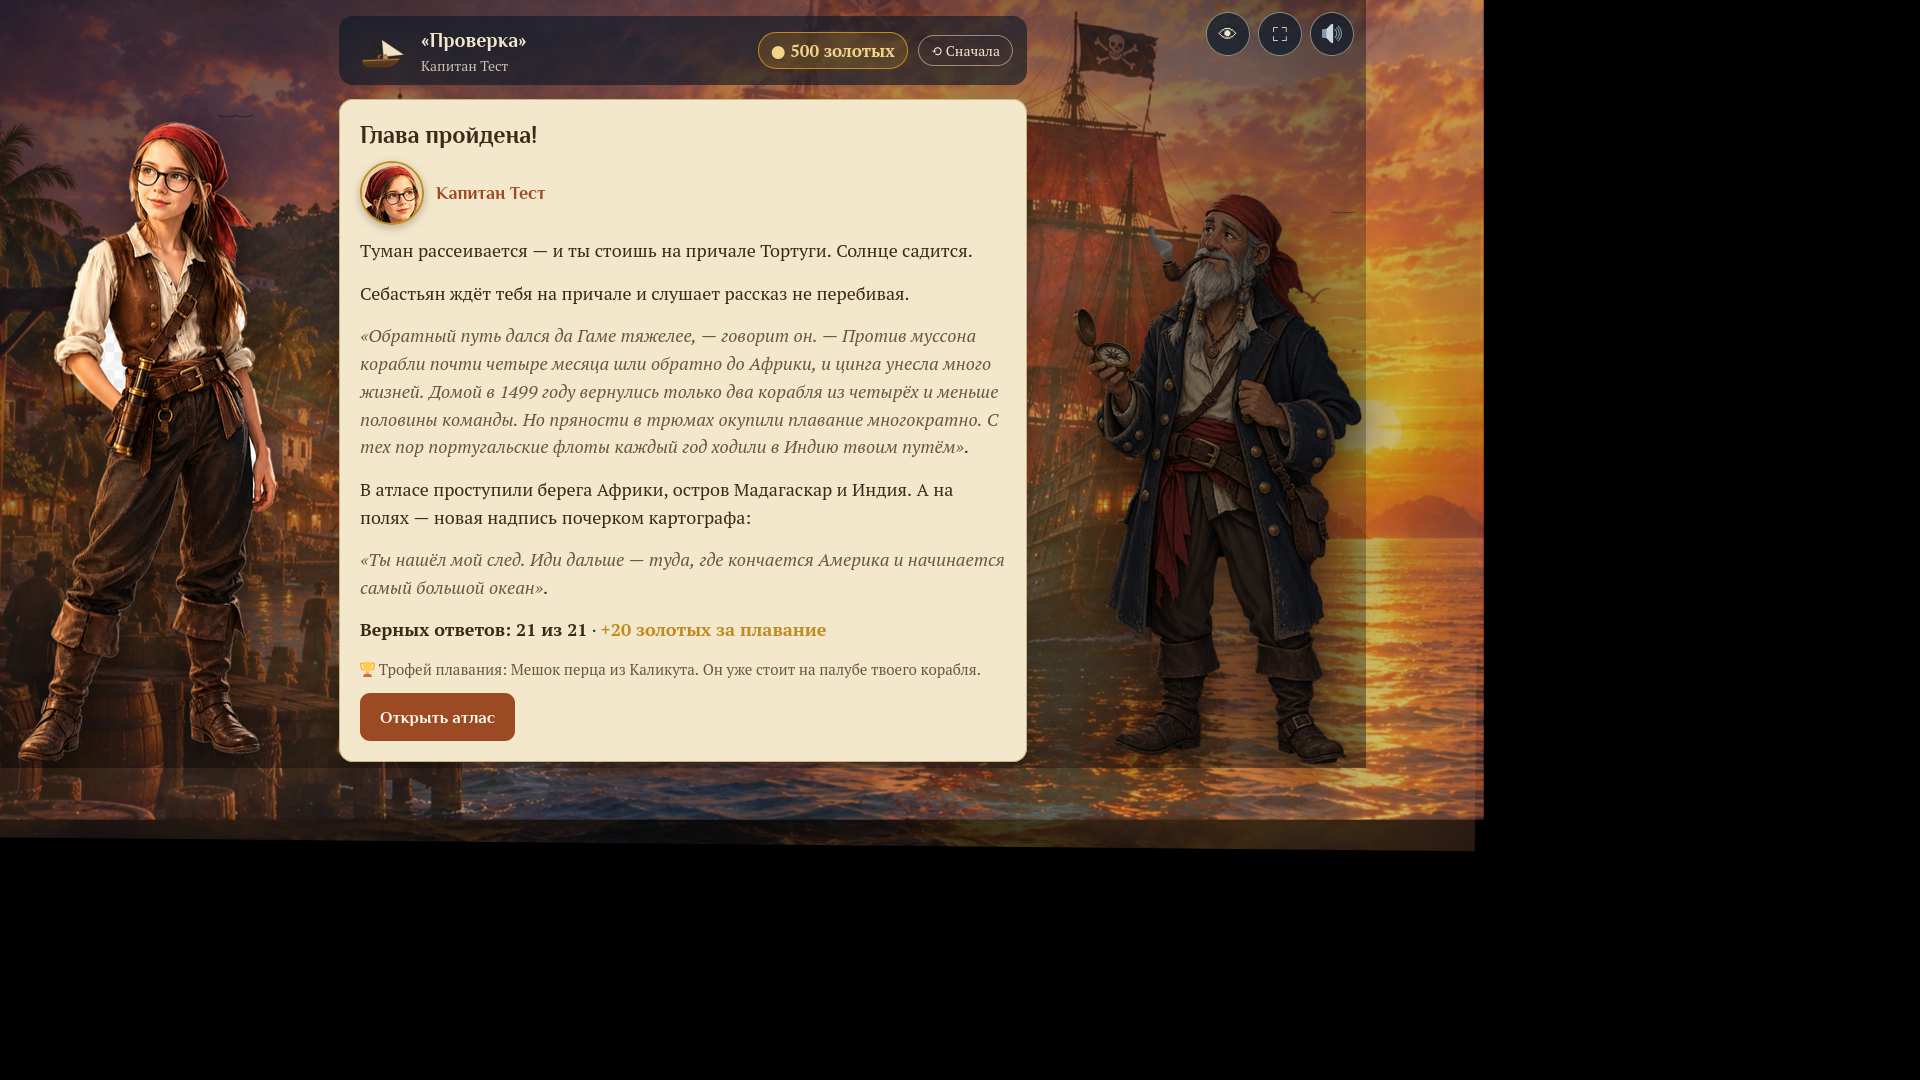 «Проверка»
Капитан Тест
500 золотых
⟲ Сначала
Глава пройдена!
Капитан Тест
Туман рассеивается — и ты стоишь на причале Тортуги. Солнце садится.
Себастьян ждёт тебя на причале и слушает рассказ не перебивая.
«Обратный путь дался да Гаме тяжелее, — говорит он. — Против муссона
корабли почти четыре месяца шли обратно до Африки, и цинга унесла много
жизней. Домой в 1499 году вернулись только два корабля из четырёх и меньше
половины команды. Но пряности в трюмах окупили плавание многократно. С
тех пор португальские флоты каждый год ходили в Индию твоим путём».
В атласе проступили берега Африки, остров Мадагаскар и Индия. А на
полях — новая надпись почерком картографа:
«Ты нашёл мой след. Иди дальше — туда, где кончается Америка и начинается
самый большой океан».
Верных ответов: 21 из 21 · +20 золотых за плавание
🏆 Трофей плавания: Мешок перца из Каликута. Он уже стоит на палубе твоего корабля.
Открыть атлас